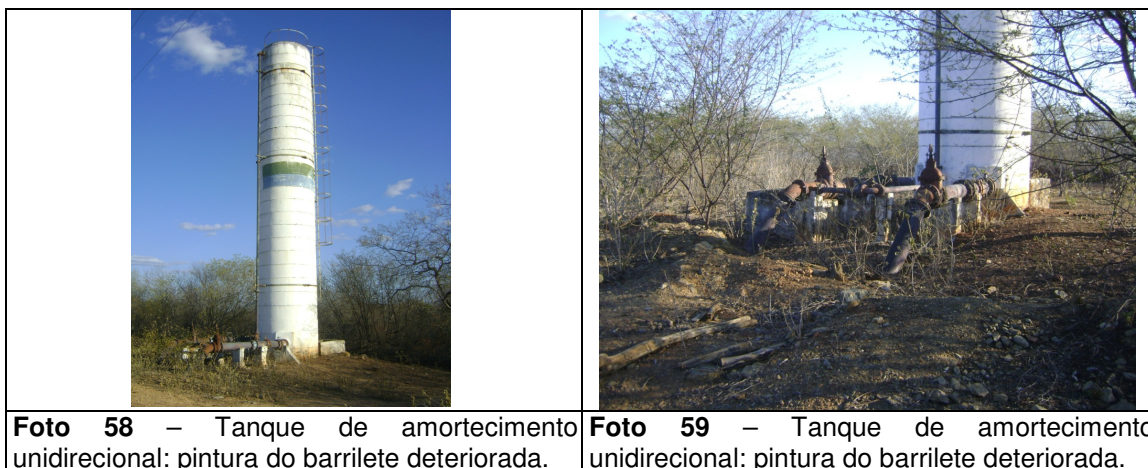 Foto 58 – Tanque de amortecimento
unidirecional: pintura do barrilete deteriorada.
Foto 59 – Tanque de amortecimento
unidirecional: pintura do barrilete deteriorada.